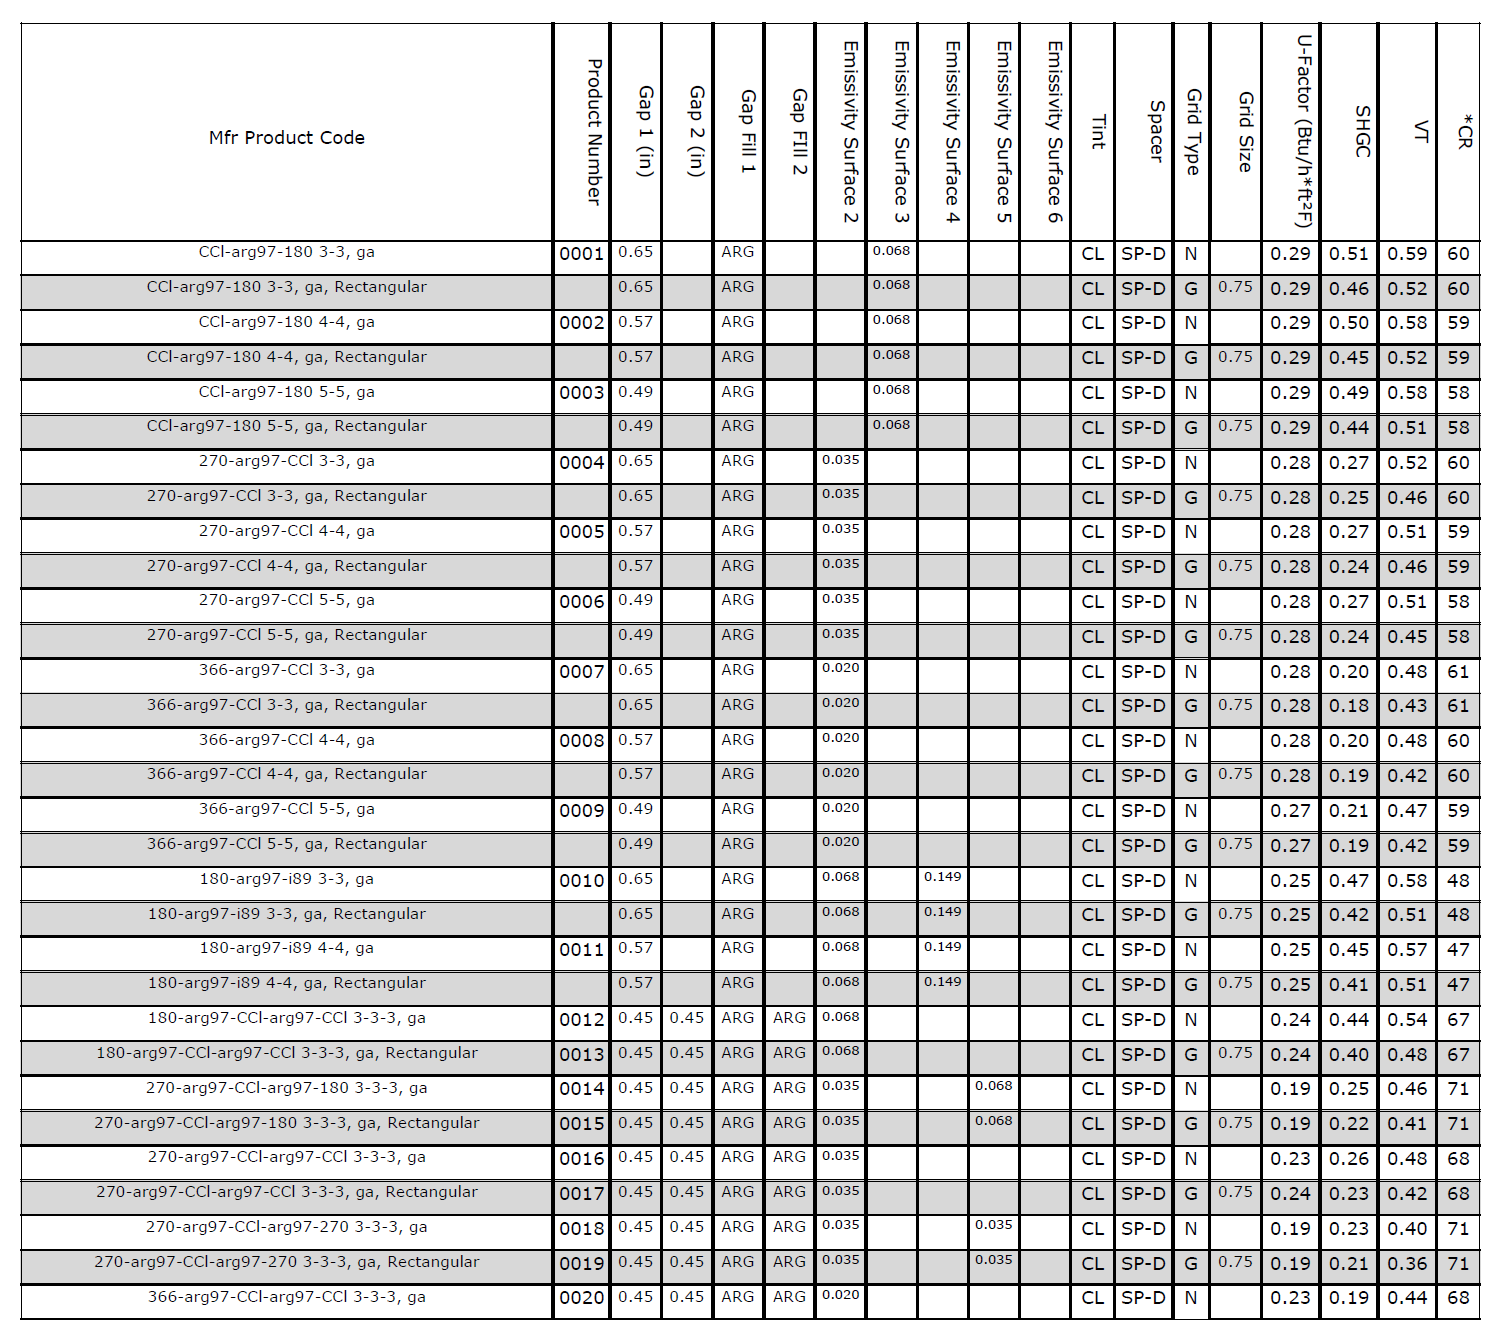 Mfr Product Code Product Number Gap 1 (in) Gap 2 (in) Gap Fill 1 Gap FIll 2 Emissivity Surface 2 Emissivity Surface 3 Emissivity Surface 4 Emissivity Surface 5 Emissivity Surface 6 Tint Spacer Grid Type Grid Size U-Factor (Btu/h*ft²F) SHGC VT *CR
CCl-arg97-180 3-3, ga 0001 0.65 ARG 0.068 CL SP-D N 0.29 0.51 0.59 60
CCl-arg97-180 3-3, ga, Rectangular 0.65 ARG 0.068 CL SP-D G 0.75 0.29 0.46 0.52 60
CCl-arg97-180 4-4, ga 0002 0.57 ARG 0.068 CL SP-D N 0.29 0.50 0.58 59
CCl-arg97-180 4-4, ga, Rectangular 0.57 ARG 0.068 CL SP-D G 0.75 0.29 0.45 0.52 59
CCl-arg97-180 5-5, ga 0003 0.49 ARG 0.068 CL SP-D N 0.29 0.49 0.58 58
CCl-arg97-180 5-5, ga, Rectangular 0.49 ARG 0.068 CL SP-D G 0.75 0.29 0.44 0.51 58
270-arg97-CCl 3-3, ga 0004 0.65 ARG 0.035 CL SP-D N 0.28 0.27 0.52 60
270-arg97-CCl 3-3, ga, Rectangular 0.65 ARG 0.035 CL SP-D G 0.75 0.28 0.25 0.46 60
270-arg97-CCl 4-4, ga 0005 0.57 ARG 0.035 CL SP-D N 0.28 0.27 0.51 59
270-arg97-CCl 4-4, ga, Rectangular 0.57 ARG 0.035 CL SP-D G 0.75 0.28 0.24 0.46 59
270-arg97-CCl 5-5, ga 0006 0.49 ARG 0.035 CL SP-D N 0.28 0.27 0.51 58
270-arg97-CCl 5-5, ga, Rectangular 0.49 ARG 0.035 CL SP-D G 0.75 0.28 0.24 0.45 58
366-arg97-CCl 3-3, ga 0007 0.65 ARG 0.020 CL SP-D N 0.28 0.20 0.48 61
366-arg97-CCl 3-3, ga, Rectangular 0.65 ARG 0.020 CL SP-D G 0.75 0.28 0.18 0.43 61
366-arg97-CCl 4-4, ga 0008 0.57 ARG 0.020 CL SP-D N 0.28 0.20 0.48 60
366-arg97-CCl 4-4, ga, Rectangular 0.57 ARG 0.020 CL SP-D G 0.75 0.28 0.19 0.42 60
366-arg97-CCl 5-5, ga 0009 0.49 ARG 0.020 CL SP-D N 0.27 0.21 0.47 59
366-arg97-CCl 5-5, ga, Rectangular 0.49 ARG 0.020 CL SP-D G 0.75 0.27 0.19 0.42 59
180-arg97-i89 3-3, ga 0010 0.65 ARG 0.068 0.149 CL SP-D N 0.25 0.47 0.58 48
180-arg97-i89 3-3, ga, Rectangular 0.65 ARG 0.068 0.149 CL SP-D G 0.75 0.25 0.42 0.51 48
180-arg97-i89 4-4, ga 0011 0.57 ARG 0.068 0.149 CL SP-D N 0.25 0.45 0.57 47
180-arg97-i89 4-4, ga, Rectangular 0.57 ARG 0.068 0.149 CL SP-D G 0.75 0.25 0.41 0.51 47
180-arg97-CCl-arg97-CCl 3-3-3, ga 0012 0.45 0.45 ARG ARG 0.068 CL SP-D N 0.24 0.44 0.54 67
180-arg97-CCl-arg97-CCl 3-3-3, ga, Rectangular 0013 0.45 0.45 ARG ARG 0.068 CL SP-D G 0.75 0.24 0.40 0.48 67
270-arg97-CCl-arg97-180 3-3-3, ga 0014 0.45 0.45 ARG ARG 0.035 0.068 CL SP-D N 0.19 0.25 0.46 71
270-arg97-CCl-arg97-180 3-3-3, ga, Rectangular 0015 0.45 0.45 ARG ARG 0.035 0.068 CL SP-D G 0.75 0.19 0.22 0.41 71
270-arg97-CCl-arg97-CCl 3-3-3, ga 0016 0.45 0.45 ARG ARG 0.035 CL SP-D N 0.23 0.26 0.48 68
270-arg97-CCl-arg97-CCl 3-3-3, ga, Rectangular 0017 0.45 0.45 ARG ARG 0.035 CL SP-D G 0.75 0.24 0.23 0.42 68
270-arg97-CCl-arg97-270 3-3-3, ga 0018 0.45 0.45 ARG ARG 0.035 0.035 CL SP-D N 0.19 0.23 0.40 71
270-arg97-CCl-arg97-270 3-3-3, ga, Rectangular 0019 0.45 0.45 ARG ARG 0.035 0.035 CL SP-D G 0.75 0.19 0.21 0.36 71
366-arg97-CCl-arg97-CCl 3-3-3, ga 0020 0.45 0.45 ARG ARG 0.020 CL SP-D N 0.23 0.19 0.44 68